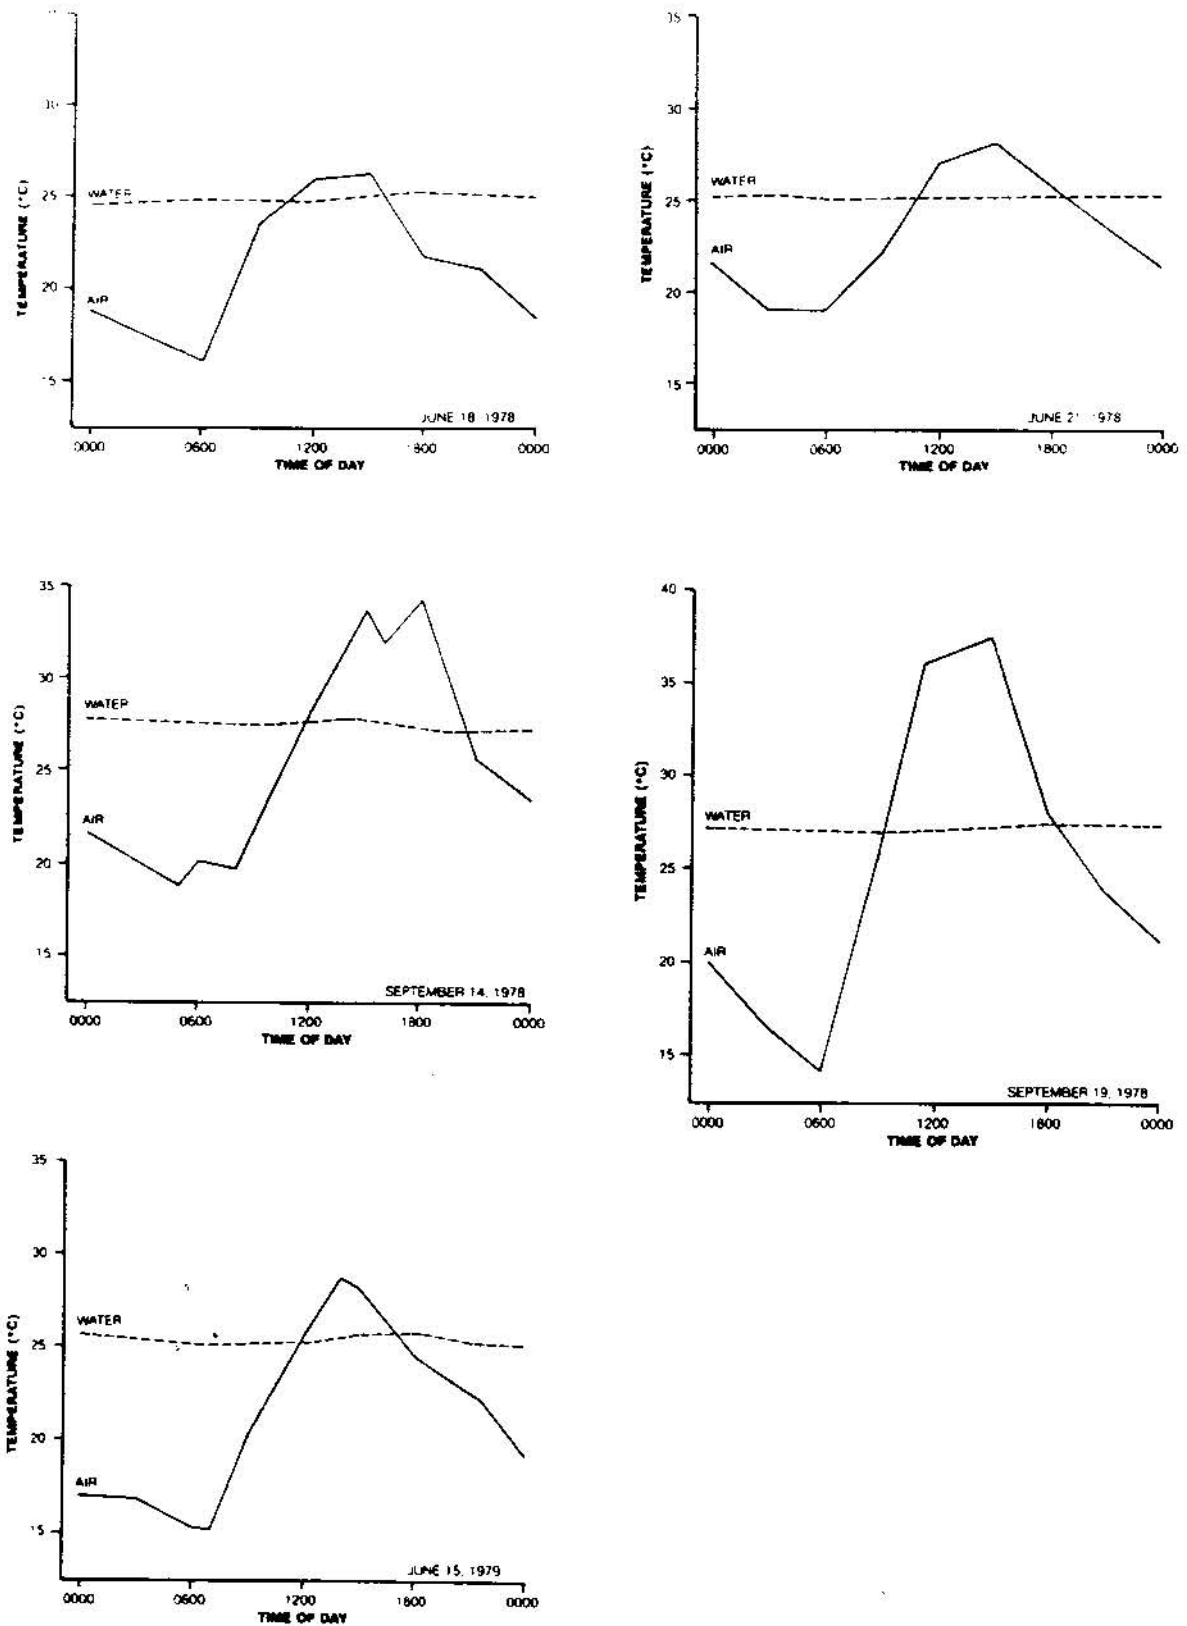 30
25
20
15
TEMPERATURE (°C)
WATER
AIR
JUNE 18, 1978
0000 0600 1200 1800 0000
TIME OF DAY
35
30
25
20
15
TEMPERATURE (°C)
WATER
AIR
JUNE 21, 1978
0000 0600 1200 1800 0000
TIME OF DAY
35
30
25
20
15
TEMPERATURE (°C)
WATER
AIR
SEPTEMBER 14, 1978
0000 0600 1200 1800 0000
TIME OF DAY
40
35
30
25
20
15
TEMPERATURE (°C)
WATER
AIR
SEPTEMBER 19, 1978
0000 0600 1200 1800 0000
TIME OF DAY
35
30
25
20
15
TEMPERATURE (°C)
WATER
AIR
JUNE 15, 1979
0000 0600 1200 1800 0000
TIME OF DAY